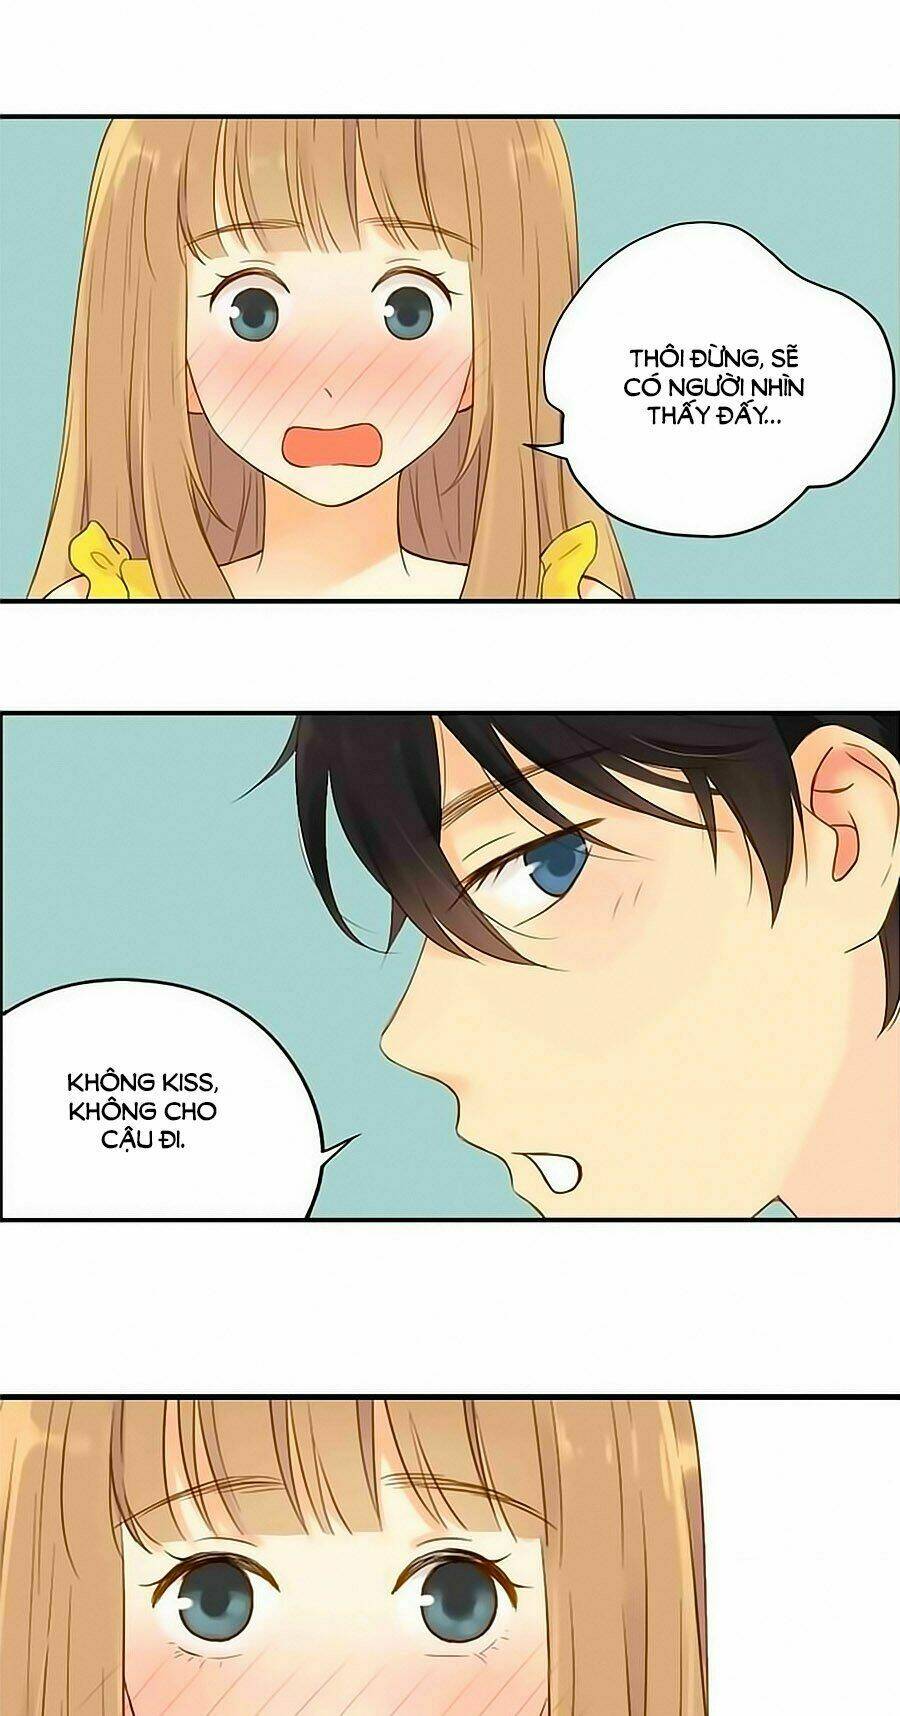 THÔI ĐỪNG, SẼ
CÓ NGƯỜI NHÌN
THẤY ĐẤY...
KHÔNG KISS,
KHÔNG CHO
CẬU ĐI.